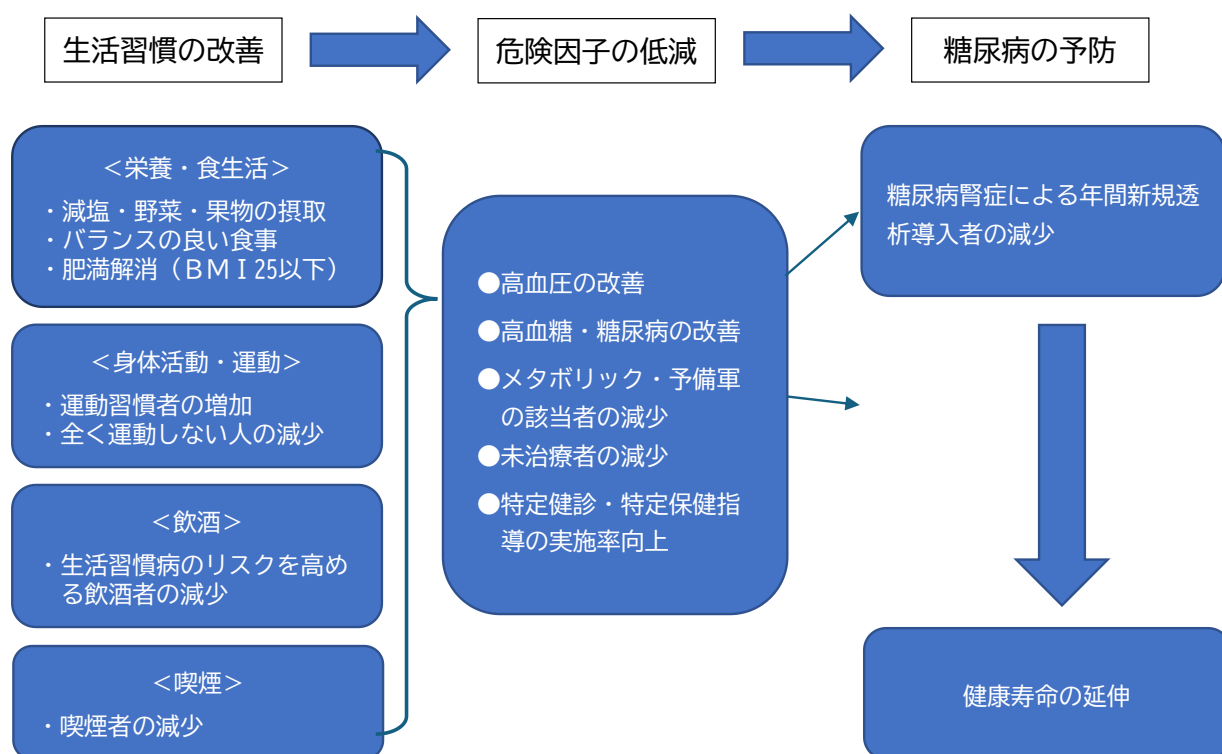 生活習慣の改善
危険因子の低減
糖尿病の予防
＜栄養・食生活＞
・減塩・野菜・果物の摂取
・バランスの良い食事
・肥満解消（ＢＭＩ25以下）
＜身体活動・運動＞
・運動習慣者の増加
・全く運動しない人の減少
＜飲酒＞
・生活習慣病のリスクを高め
る飲酒者の減少
＜喫煙＞
・喫煙者の減少
●高血圧の改善
●高血糖・糖尿病の改善
●メタボリック・予備軍
の該当者の減少
●未治療者の減少
●特定健診・特定保健指
導の実施率向上
糖尿病腎症による年間新規透
析導入者の減少
健康寿命の延伸